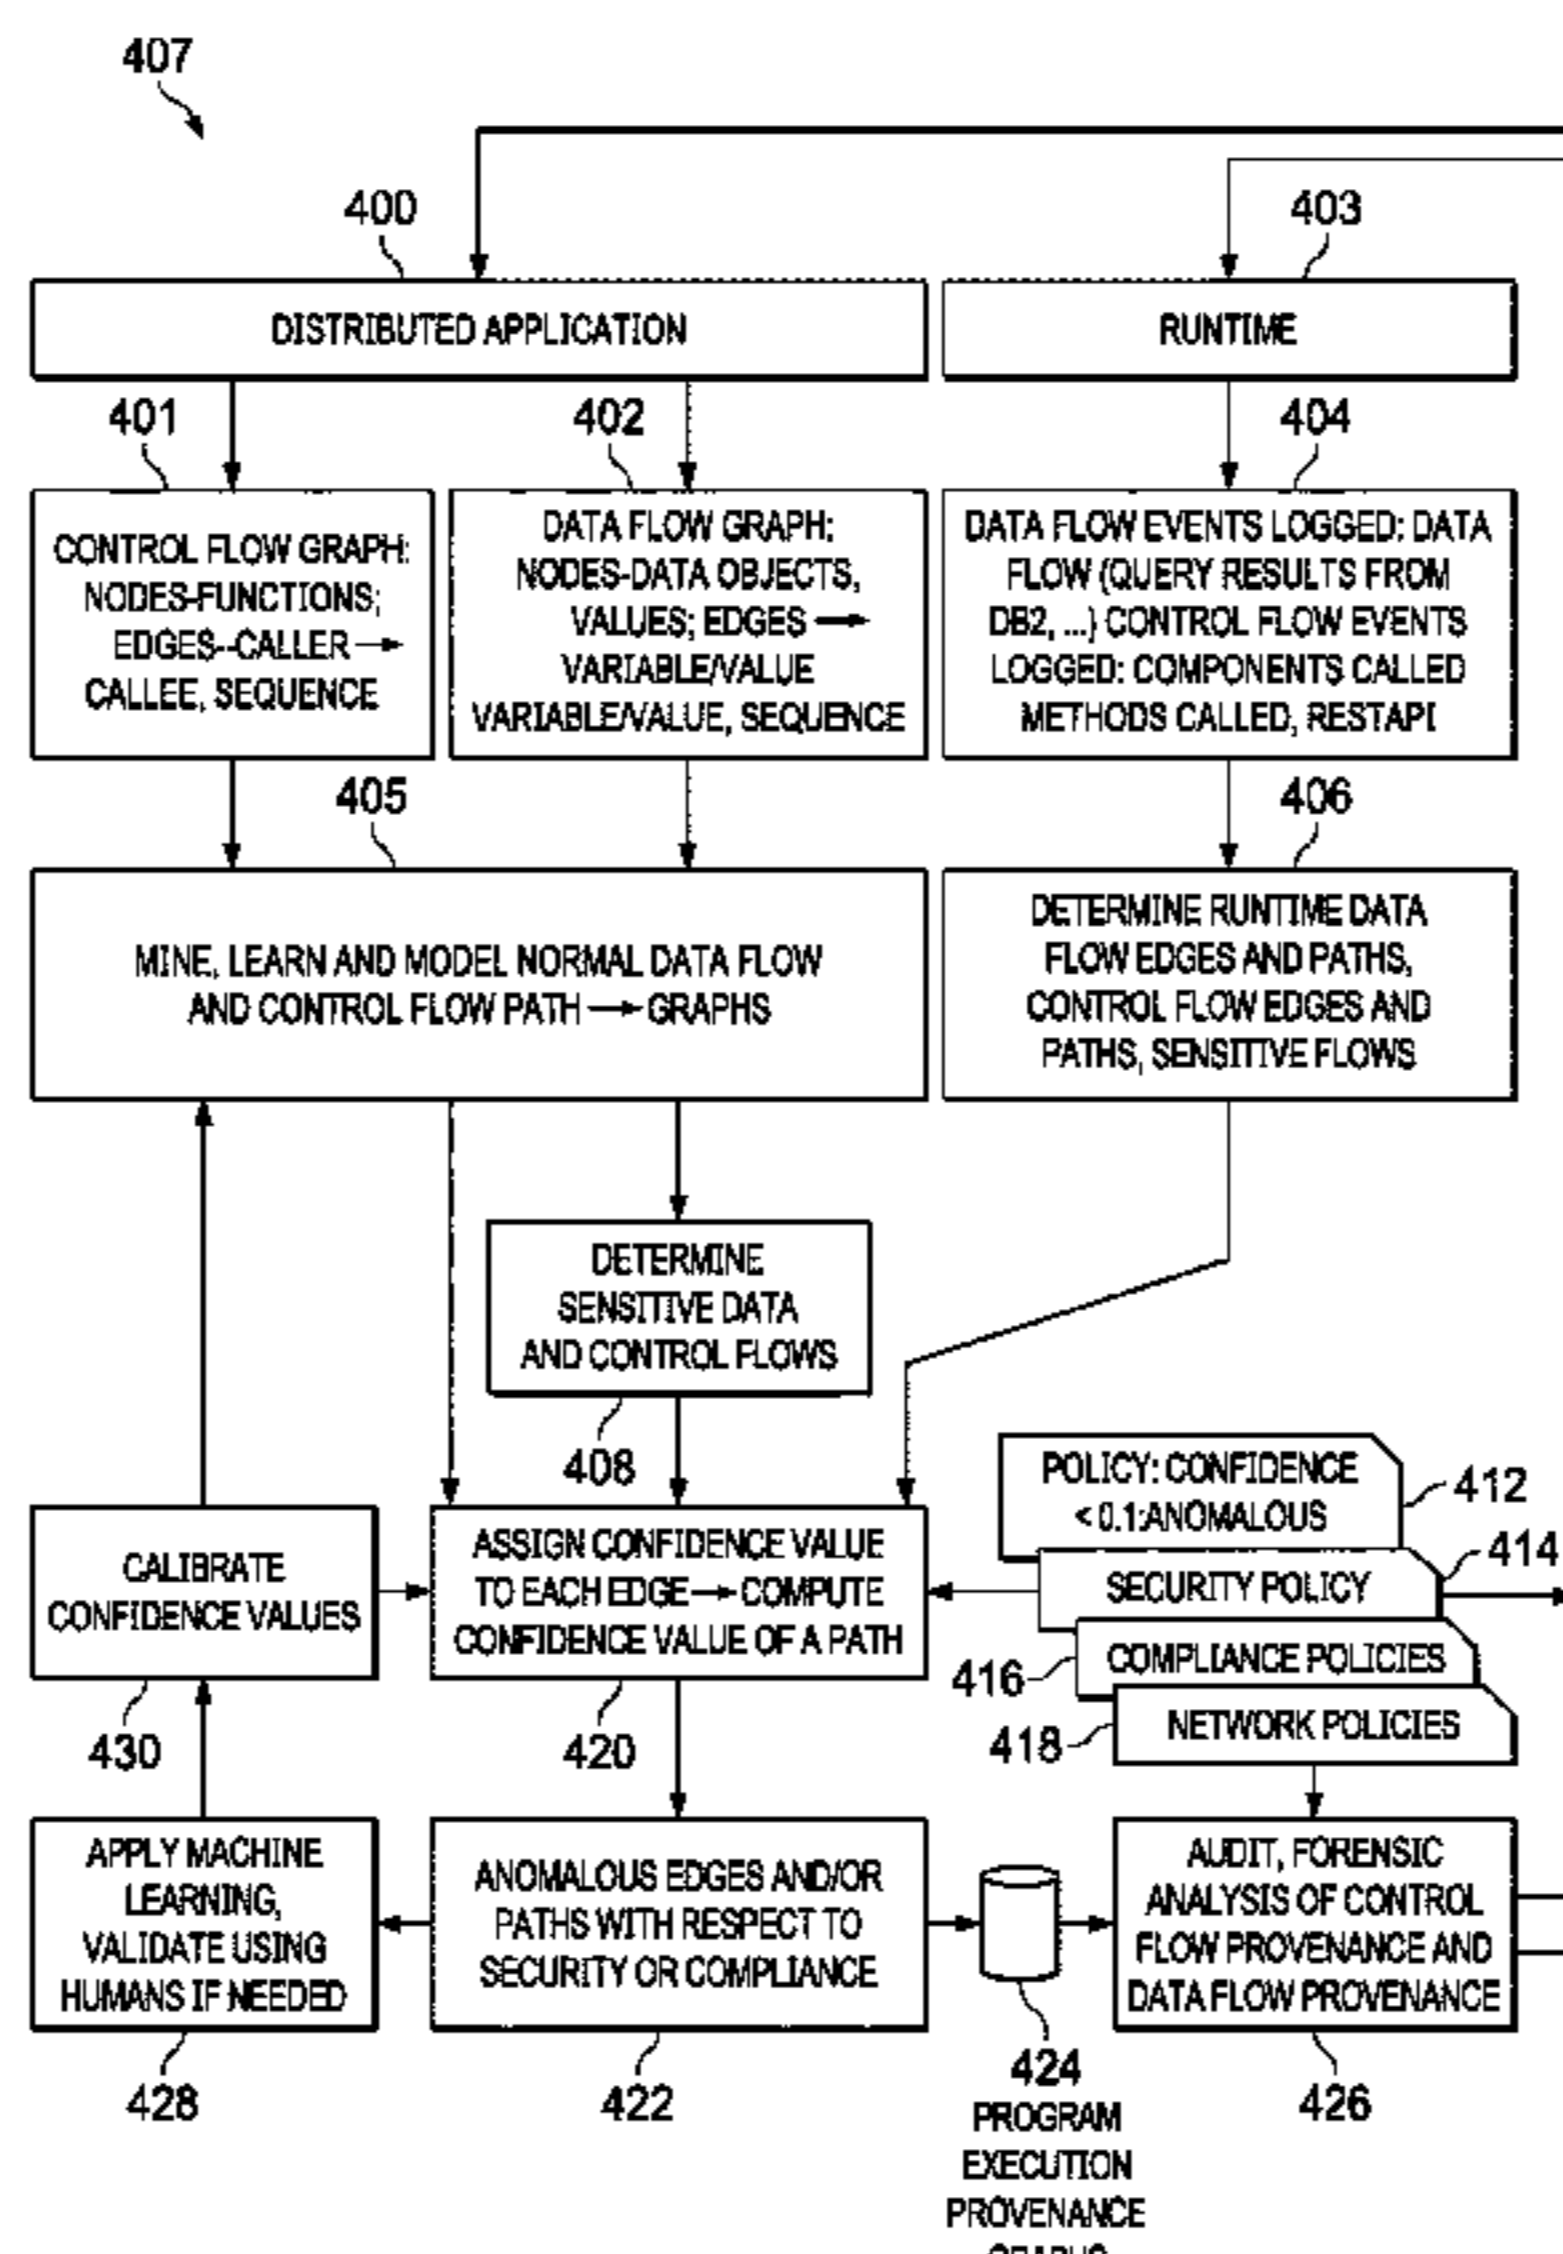 407
400
403
DISTRIBUTED APPLICATION
RUNTIME
401
402
404
CONTROL FLOW GRAPH:
NODES-FUNCTIONS;
EDGES--CALLER →
CALLEE, SEQUENCE
DATA FLOW GRAPH:
NODES-DATA OBJECTS,
VALUES; EDGES →
VARIABLE/VALUE
VARIABLE/VALUE, SEQUENCE
DATA FLOW EVENTS LOGGED: DATA
FLOW (QUERY RESULTS FROM
DB2, ...) CONTROL FLOW EVENTS
LOGGED: COMPONENTS CALLED
METHODS CALLED, RESTAPI
405
406
MINE, LEARN AND MODEL NORMAL DATA FLOW
AND CONTROL FLOW PATH → GRAPHS
DETERMINE RUNTIME DATA
FLOW EDGES AND PATHS,
CONTROL FLOW EDGES AND
PATHS, SENSITIVE FLOWS
DETERMINE
SENSITIVE DATA
AND CONTROL FLOWS
408
POLICY: CONFIDENCE
< 0.1:ANOMALOUS
412
414
SECURITY POLICY
416
COMPLIANCE POLICIES
418
NETWORK POLICIES
CALIBRATE
CONFIDENCE VALUES
430
ASSIGN CONFIDENCE VALUE
TO EACH EDGE → COMPUTE
CONFIDENCE VALUE OF A PATH
420
APPLY MACHINE
LEARNING,
VALIDATE USING
HUMANS IF NEEDED
428
ANOMALOUS EDGES AND/OR
PATHS WITH RESPECT TO
SECURITY OR COMPLIANCE
422
424
PROGRAM
EXECUTION
PROVENANCE
AUDIT, FORENSIC
ANALYSIS OF CONTROL
FLOW PROVENANCE AND
DATA FLOW PROVENANCE
426